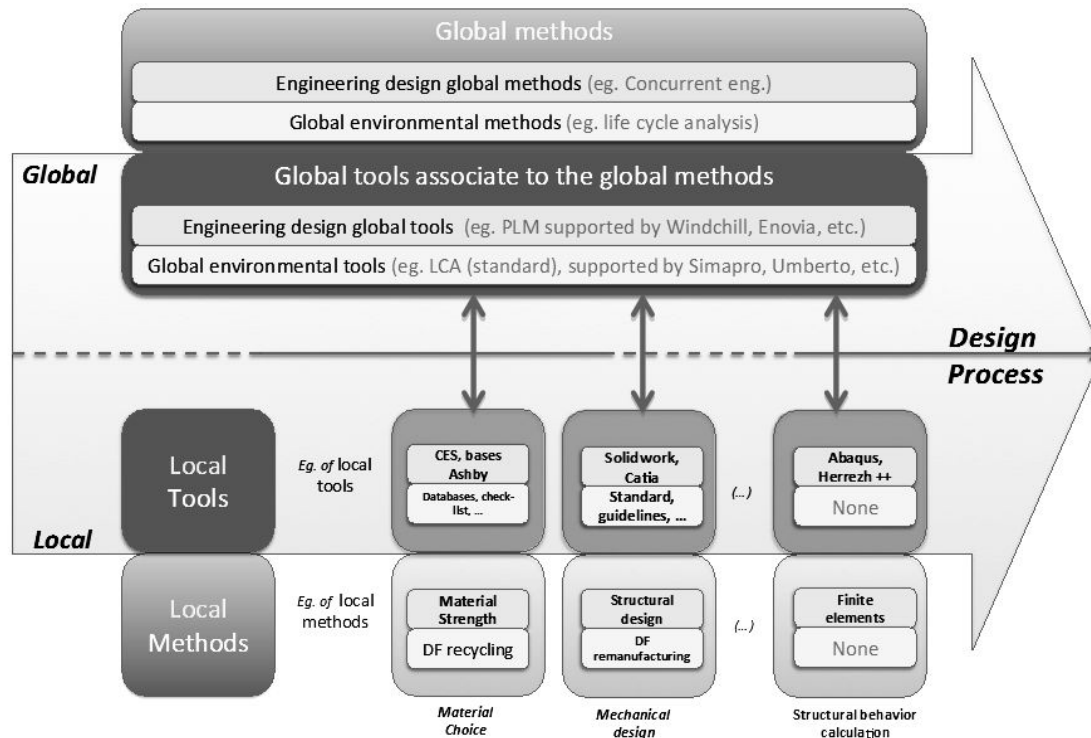 Global methods
Engineering design global methods (eg. Concurrent eng.)
Global environmental methods (eg. life cycle analysis)
Global
Global tools associate to the global methods
Engineering design global tools (eg. PLM supported by Windchill, Enovia, etc.)
Global environmental tools (eg. LCA (standard), supported by Simapro, Umberto, etc.)
Design
Process
Local
Tools
Eg. of local
tools
CES, bases
Ashby
Databases, check-
list, ...
Solidwork,
Catia
Standard,
guidelines, ...
(...)
Abaqus,
Herrezh ++
None
Local
Local
Methods
Eg. of local
methods
Material
Strength
DF recycling
Structural
design
DF
remanufacturing
(...)
Finite
elements
None
Material
Choice
Mechanical
design
Structural behavior
calculation